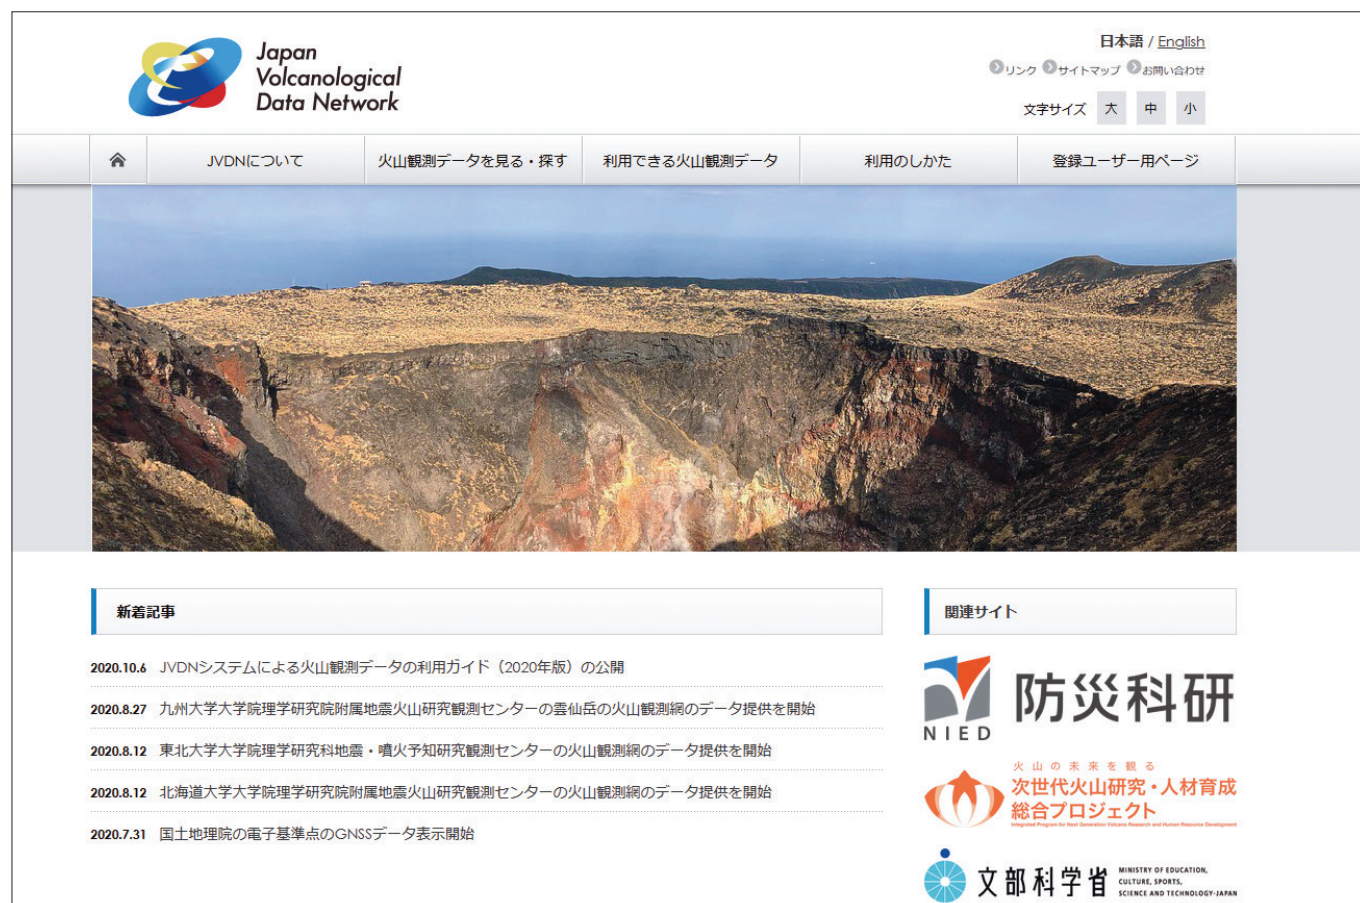 Japan
Volcanological
Data Network
日本語 / English
リンク サイトマップ お問い合わせ
文字サイズ 大 中 小
JVDNについて 火山観測データを見る・探す 利用できる火山観測データ 利用のしかた 登録ユーザー用ページ
新着記事
2020.10.6 JVDNシステムによる火山観測データの利用ガイド（2020年版）の公開
2020.8.27 九州大学大学院理学研究院附属地震火山研究観測センターの雲仙岳の火山観測網のデータ提供を開始
2020.8.12 東北大学大学院理学研究科地震・噴火予知研究観測センターの火山観測網のデータ提供を開始
2020.8.12 北海道大学大学院理学研究院附属地震火山研究観測センターの火山観測網のデータ提供を開始
2020.7.31 国土地理院の電子基準点のGNSSデータ表示開始
関連サイト
防災科研
NIED
火山の未来を観る
次世代火山研究・人材育成
総合プロジェクト
Integrated Program for Next Generation Volcano Research and Human Resource Development
文部科学省
MINISTRY OF EDUCATION,
CULTURE, SPORTS,
SCIENCE AND TECHNOLOGY-JAPAN